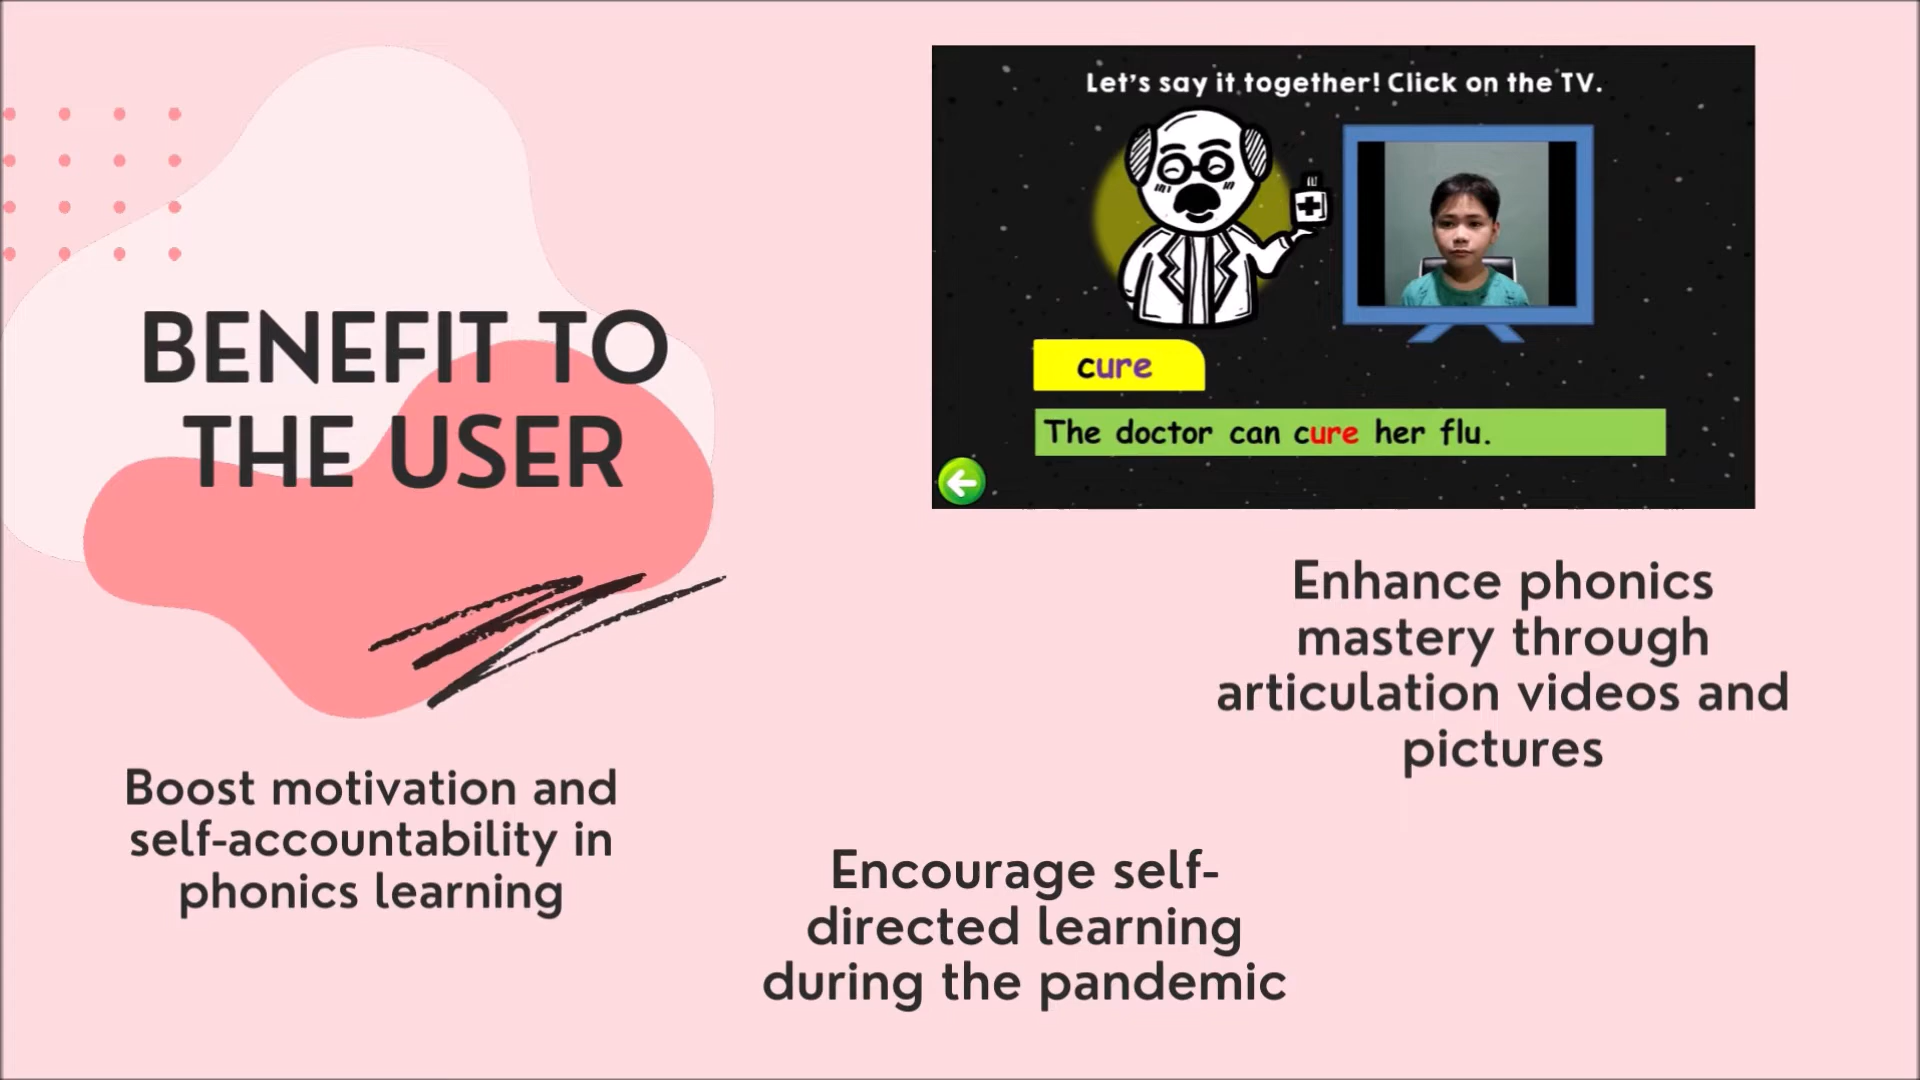 BENEFIT TO
THE USER
Let's say it together! Click on the TV.
cure
The doctor can cure her flu.
Enhance phonics
mastery through
articulation videos and
pictures
Boost motivation and
self-accountability in
phonics learning
Encourage self-
directed learning
during the pandemic